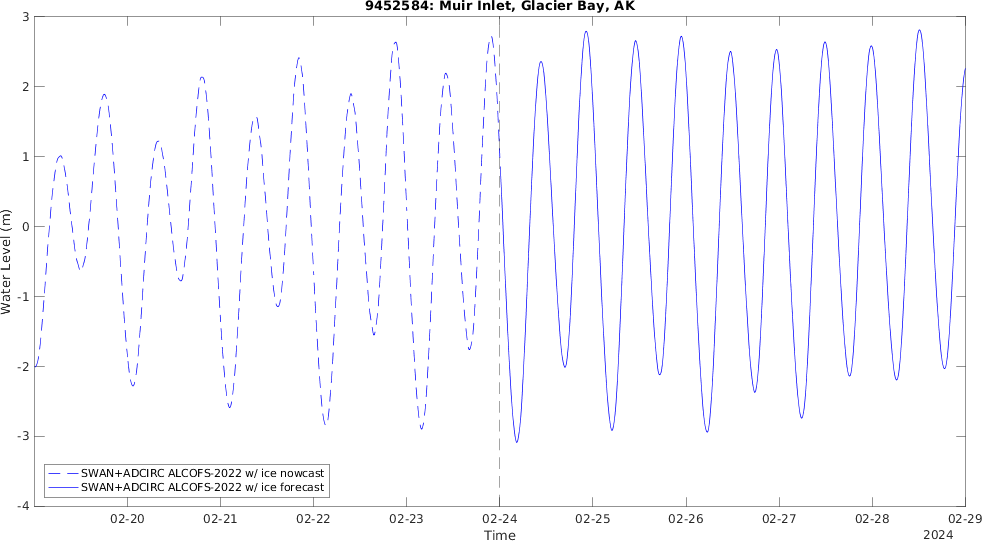 9452584: Muir Inlet, Glacier Bay, AK
3
2
1
0
-1
-2
-3
-4
Water Level (m)
SWAN+ADCIRC ALCOFS-2022 w/ ice nowcast
SWAN+ADCIRC ALCOFS-2022 w/ ice forecast
02-20 02-21 02-22 02-23 02-24 02-25 02-26 02-27 02-28 02-29
Time
2024